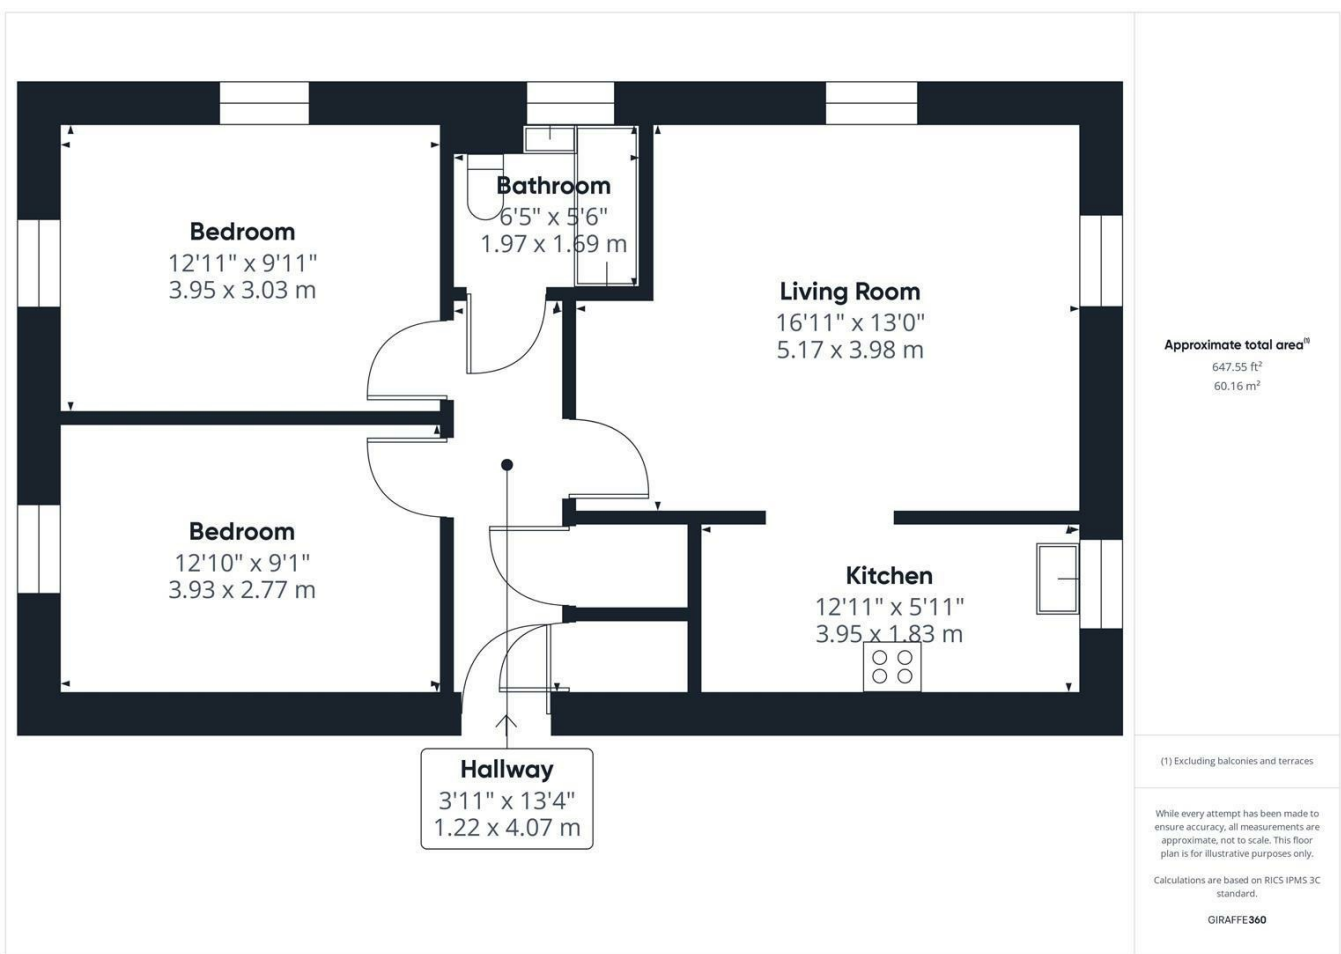 Bedroom
12'11" x 9'11"
3.95 x 3.03 m
Bathroom
6'5" x 5'6"
1.97 x 1.69 m
Living Room
16'11" x 13'0"
5.17 x 3.98 m
Bedroom
12'10" x 9'1"
3.93 x 2.77 m
Kitchen
12'11" x 5'11"
3.95 x 1.83 m
Hallway
3'11" x 13'4"
1.22 x 4.07 m
Approximate total area(1)
647.55 ft²
60.16 m²
(1) Excluding balconies and terraces
While every attempt has been made to
ensure accuracy, all measurements are
approximate, not to scale. This floor
plan is for illustrative purposes only.
Calculations are based on RICS IPMS 3C
standard.
GIRAFFE360